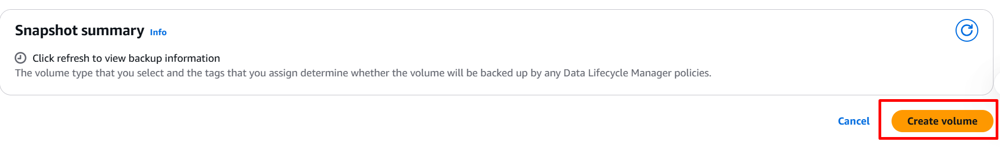 Snapshot summary Info
Click refresh to view backup information
The volume type that you select and the tags that you assign determine whether the volume will be backed up by any Data Lifecycle Manager policies.
Cancel Create volume